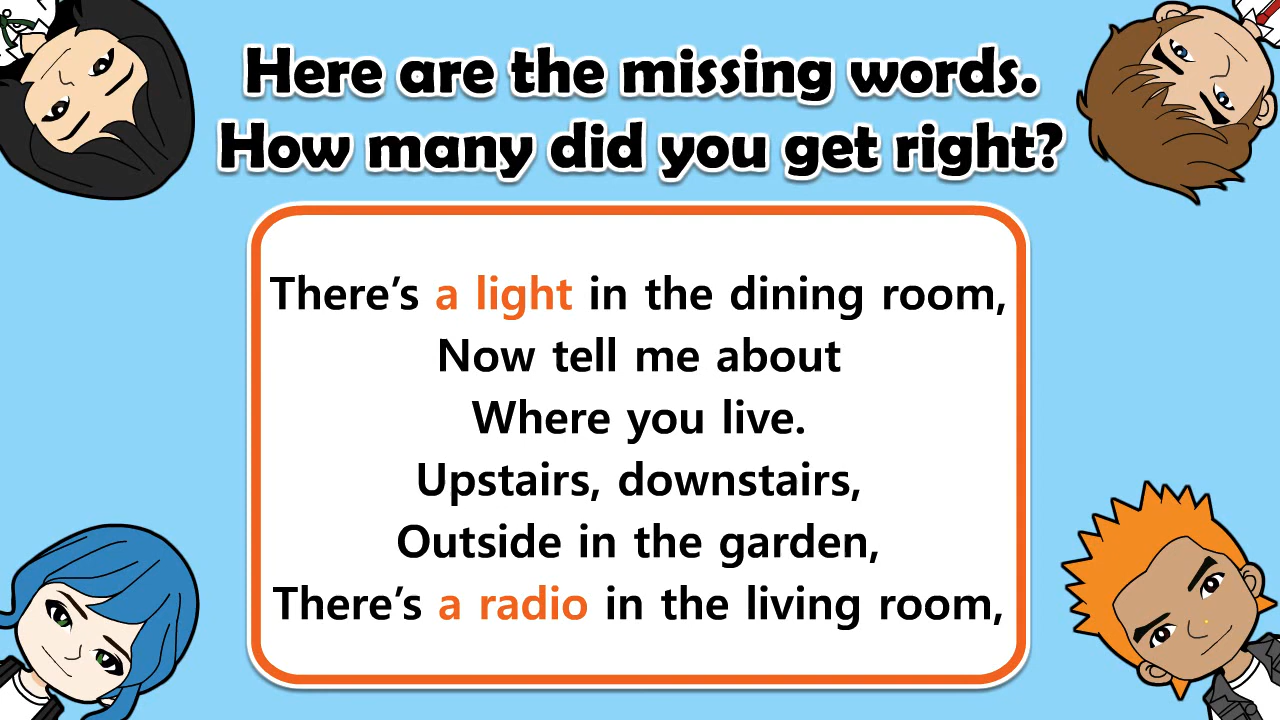 Here are the missing words.
How many did you get right?
There’s a light in the dining room,
Now tell me about
Where you live.
Upstairs, downstairs,
Outside in the garden,
There’s a radio in the living room,